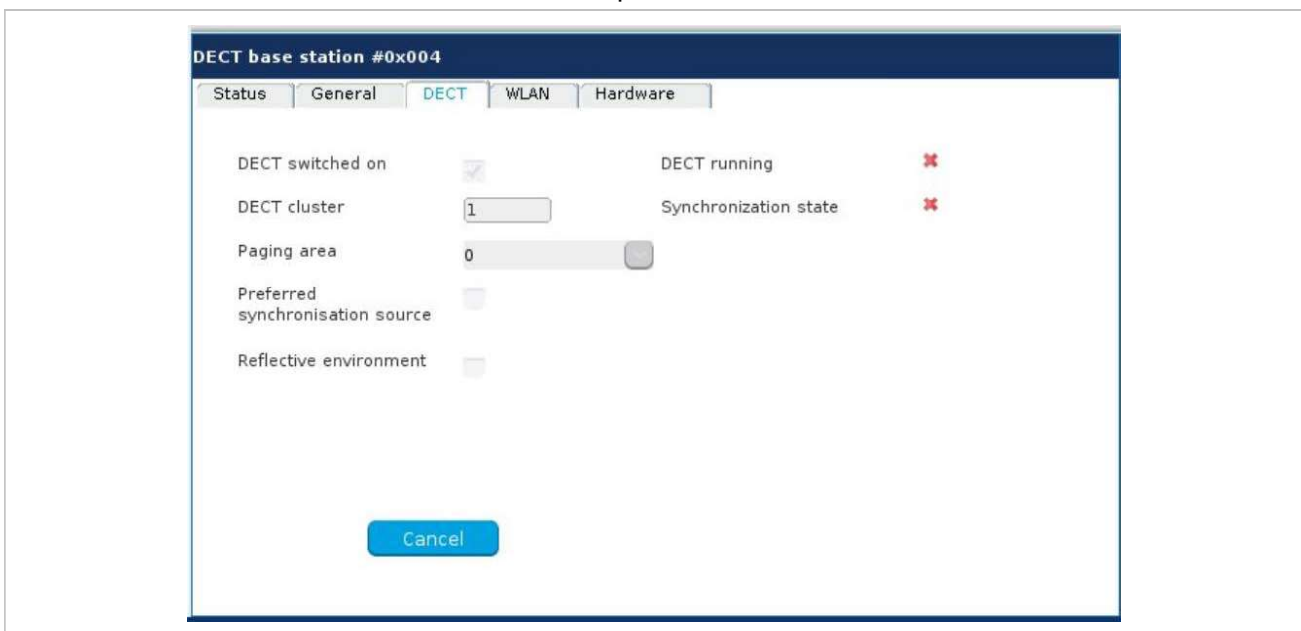 DECT base station #0x004
Status General DECT WLAN Hardware
DECT switched on DECT running
DECT cluster 1 Synchronization state
Paging area 0
Preferred
synchronisation source
Reflective environment
Cancel